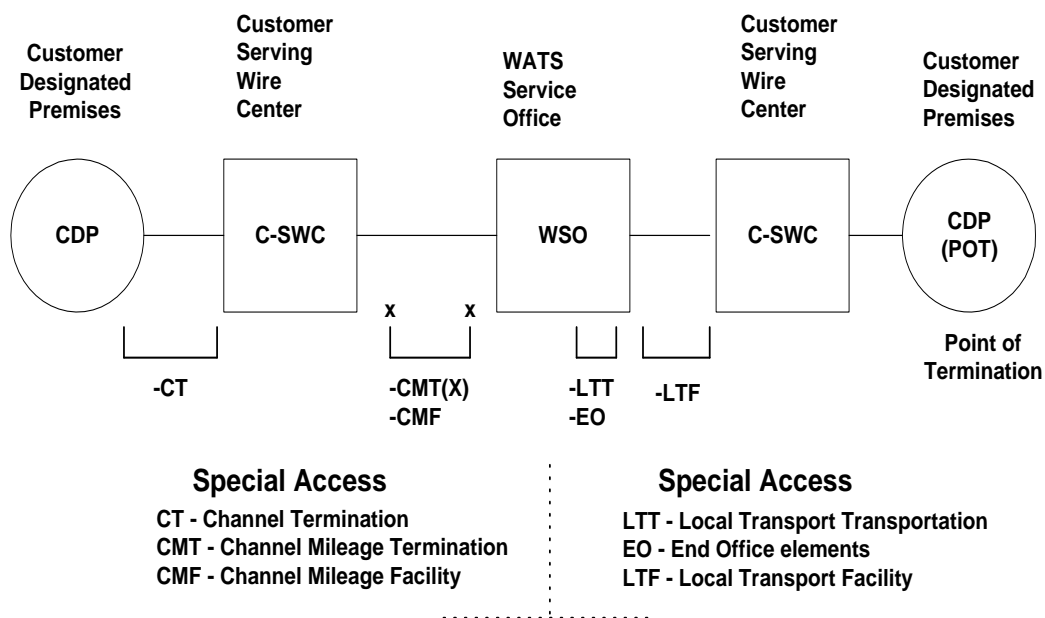 Customer
Designated
Premises
Customer
Serving
Wire
Center
WATS
Service
Office
Customer
Serving
Wire
Center
Customer
Designated
Premises
CDP
C-SWC
WSO
C-SWC
CDP
(POT)
x x
Point of
Termination
-CT
-CMT(X)
-CMF
-LTT
-EO
-LTF
Special Access
CT - Channel Termination
CMT - Channel Mileage Termination
CMF - Channel Mileage Facility
Special Access
LTT - Local Transport Transportation
EO - End Office elements
LTF - Local Transport Facility